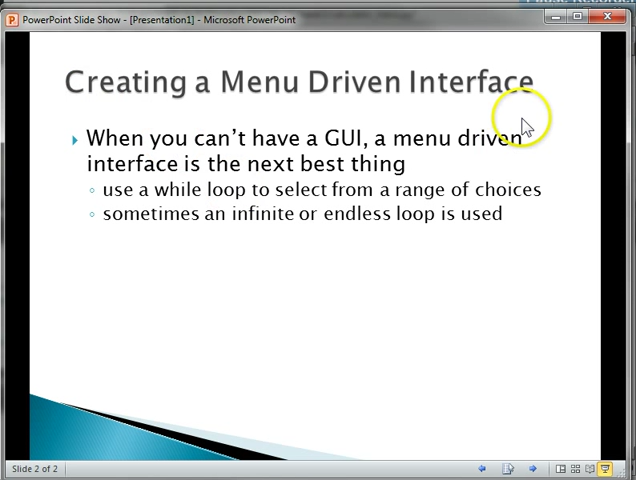 PowerPoint Slide Show - [Presentation1] - Microsoft PowerPoint
Creating a Menu Driven Interface
When you can't have a GUI, a menu driven
interface is the next best thing
use a while loop to select from a range of choices
sometimes an infinite or endless loop is used
Slide 2 of 2